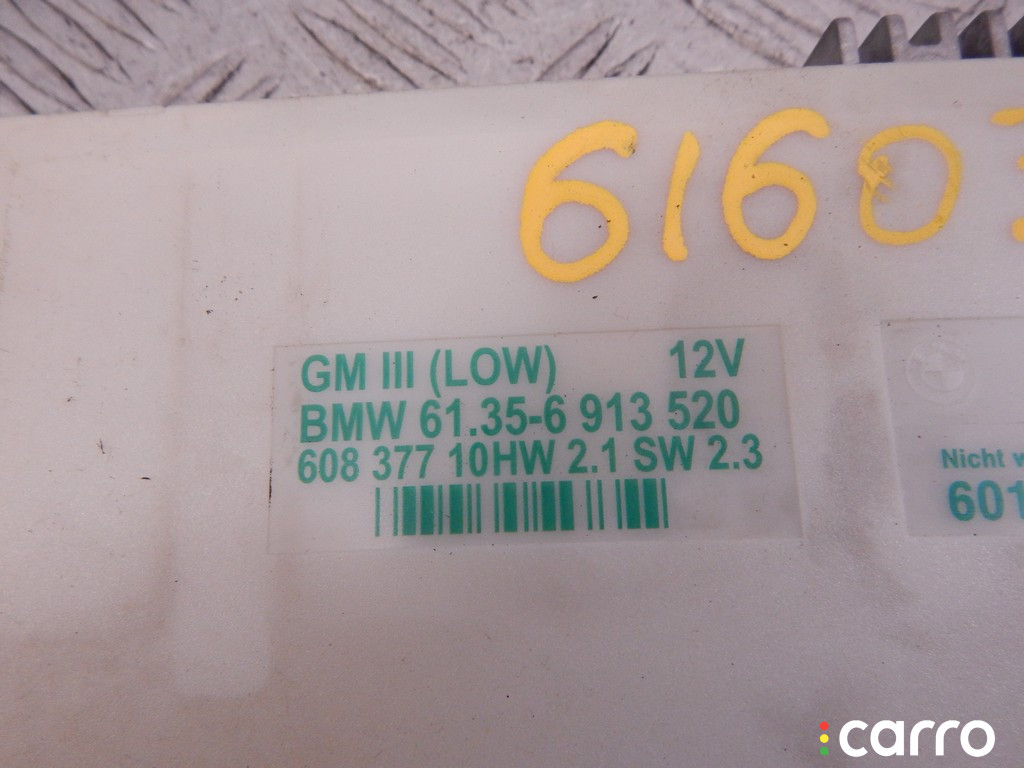 6160
GM III (LOW) 12V
BMW 61.35-6 913 520
608 377 10HW 2.1 SW 2.3
Nicht
601
carro